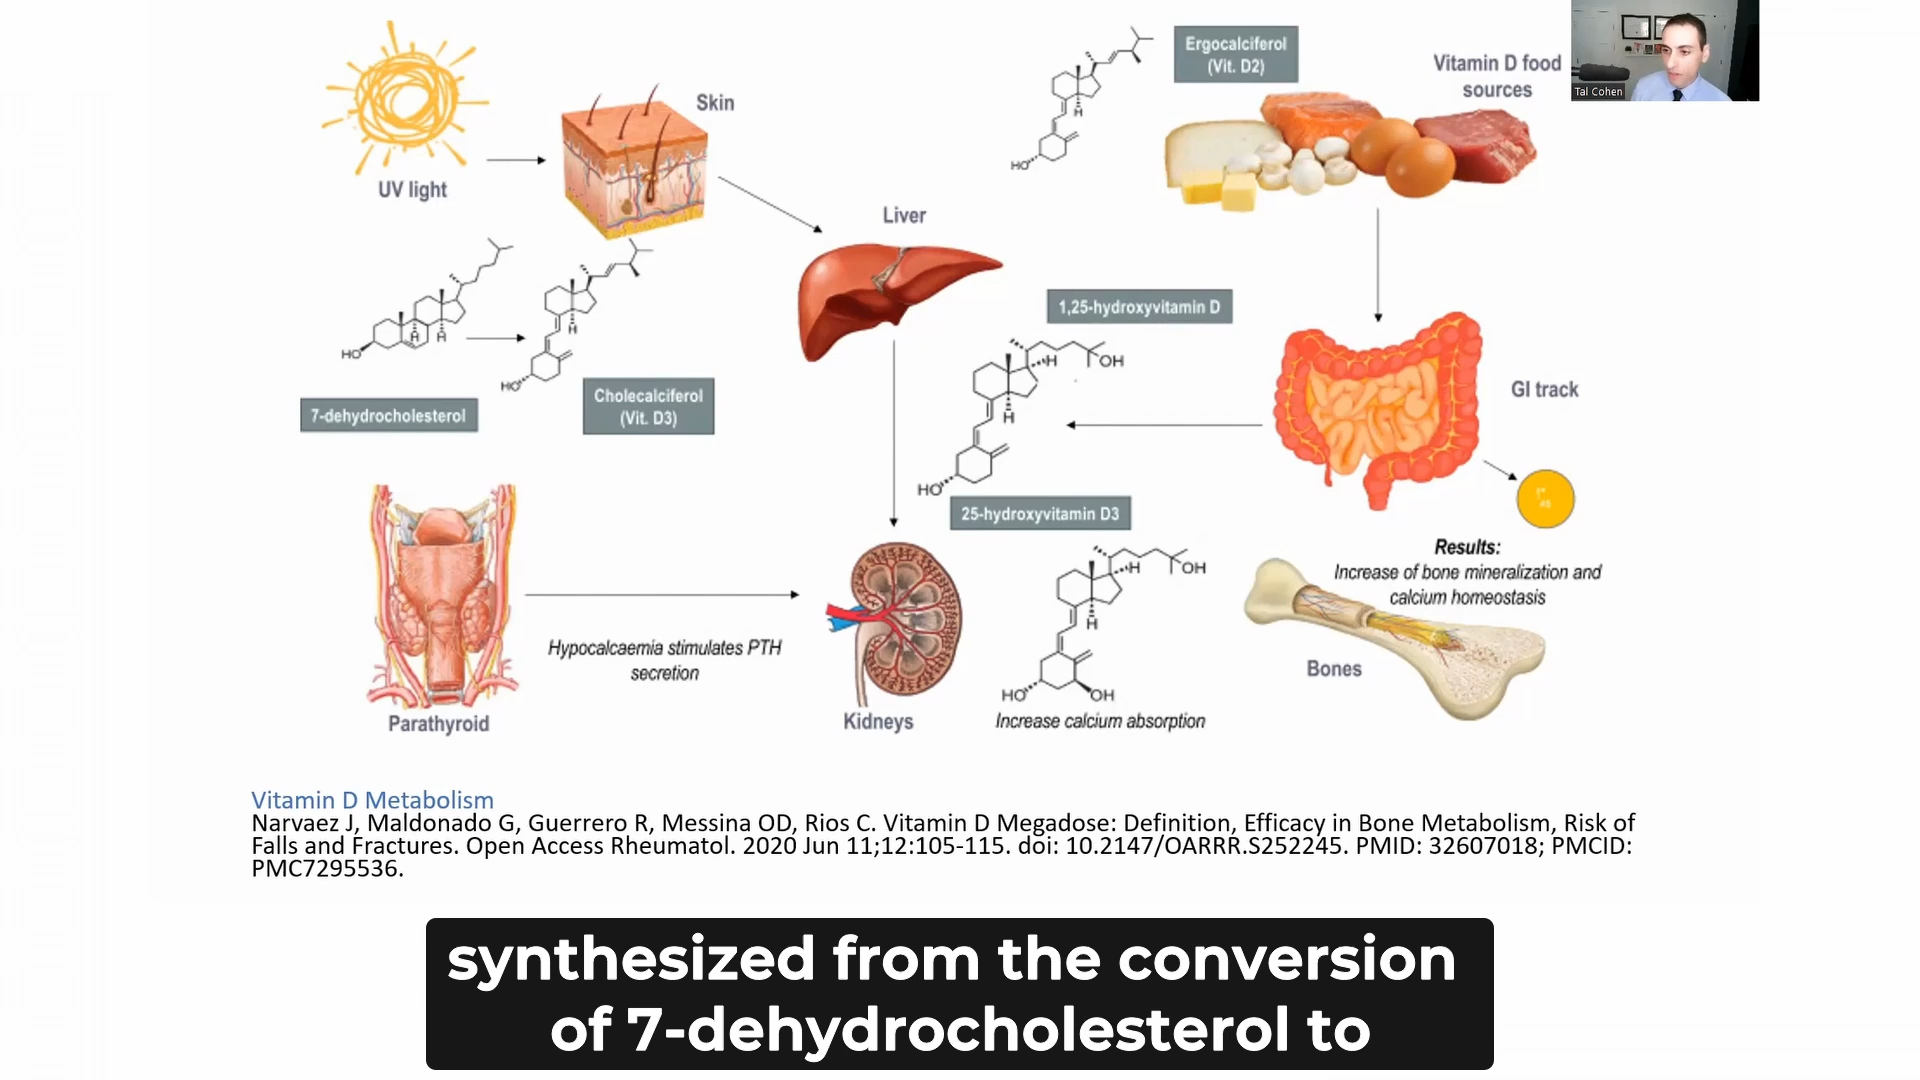 UV light
Skin
Liver
Ergocalciferol
(Vit. D2)
Vitamin D food
sources
Tal Cohen
HO
H
HO
H
H
7-dehydrocholesterol
HO
H
Cholecalciferol
(Vit. D3)
1,25-hydroxyvitamin D
H
OH
H
HO
25-hydroxyvitamin D3
GI track
Parathyroid
Hypocalcaemia stimulates PTH
secretion
Kidneys
H
OH
H
HO
OH
Increase calcium absorption
Results:
Increase of bone mineralization and
calcium homeostasis
Bones
Vitamin D Metabolism
Narvaez J, Maldonado G, Guerrero R, Messina OD, Rios C. Vitamin D Megadose: Definition, Efficacy in Bone Metabolism, Risk of
Falls and Fractures. Open Access Rheumatol. 2020 Jun 11;12:105-115. doi: 10.2147/OARRR.S252245. PMID: 32607018; PMCID:
PMC7295536.
synthesized from the conversion
of 7-dehydrocholesterol to